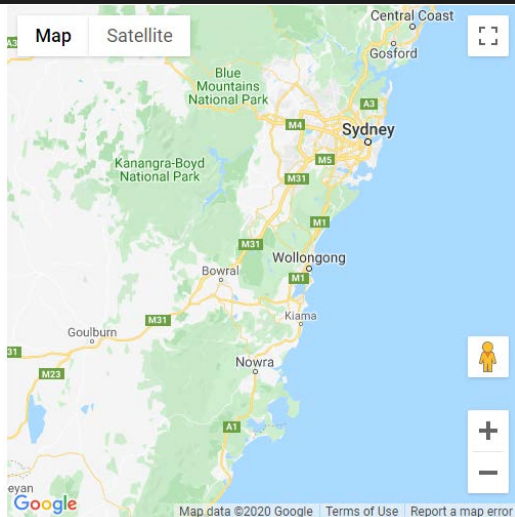 Map Satellite
Central Coast
A3
Gosford
Blue
Mountains
National Park
A3
M4
Sydney
Kanangra-Boyd
National Park
M5
M31
M1
M31
Wollongong
Bowral
M1
Kiama
M31
Goulburn
31
Nowra
M23
A1
eyan
Google
Map data ©2020 Google
Terms of Use
Report a map error